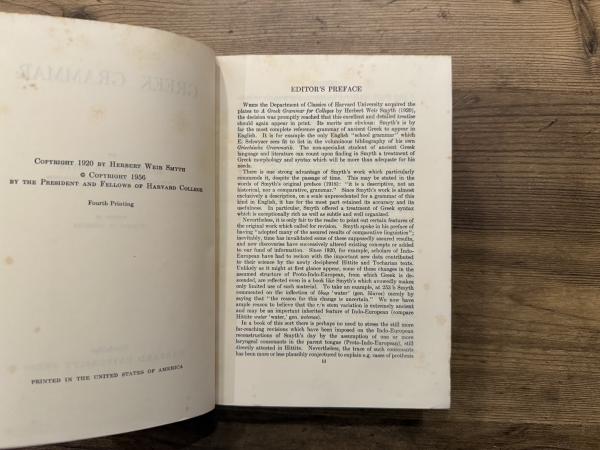 GREEK GRAMMAR
COPYRIGHT 1920 BY HERBERT WEIR SMYTH
© COPYRIGHT 1956
BY THE PRESIDENT AND FELLOWS OF HARVARD COLLEGE
Fourth Printing
PRINTED IN THE UNITED STATES OF AMERICA
EDITOR'S PREFACE
WHEN the Department of Classics of Harvard University acquired the
plates to A Greek Grammar for Colleges by Herbert Weir Smyth (1920),
the decision was promptly reached that this excellent and detailed treatise
should again appear in print. Its merits are obvious: Smyth's is by
far the most complete reference grammar of ancient Greek to appear in
English. It is for example the only English "school grammar" which
E. Schwyzer sees fit to list in the voluminous bibliography of his own
Griechische Grammatik. The non-specialist student of ancient Greek
language and literature can count upon finding in Smyth a treatment of
Greek morphology and syntax which will be more than adequate for his
needs.
There is one strong advantage of Smyth's work which particularly
recommends it, despite the passage of time. This may be stated in the
words of Smyth's original preface (1918): "it is a descriptive, not an
historical, nor a comparative, grammar." Since Smyth's work is almost
exclusively a description, on a scale unprecedented for a grammar of this
kind in English, it has for the most part retained its accuracy and its
usefulness. In particular, Smyth offered a treatment of Greek syntax
which is exceptionally rich as well as subtle and well organized.
Nevertheless, it is only fair to the reader to point out certain features of
the original work which called for revision. Smyth spoke in his preface of
having "adopted many of the assured results of comparative linguistics";
inevitably, time has invalidated some of these supposedly assured results,
and new discoveries have successively altered existing concepts or added
to our fund of information. Since 1920, for example, scholars of Indo-
European have had to reckon with the important new data contributed
to their science by the newly deciphered Hittite and Tocharian texts.
Unlikely as it might at first glance appear, some of these changes in the
assumed structure of Proto-Indo-European, from which Greek is de-
scended, are reflected even in a book like Smyth's which avowedly makes
only limited use of such material. To take an example, at 253 b Smyth
commented on the inflection of 'water' (gen. ) merely by
saying that "the reason for this change is uncertain." We now have
ample reason to believe that the r/n stem variation is extremely ancient
and may be an important inherited feature of Indo-European (compare
Hittite watar 'water,' gen. wetenas).
In a book of this sort there is perhaps no need to stress the still more
far-reaching revisions which have been imposed on the Indo-European
reconstructions of Smyth's day by the assumption of one or more
laryngeal consonants in the parent tongue (Proto-Indo-European), still
directly attested in Hittite. Nevertheless, the trace of such consonants
has been more or less plausibly conjectured to explain e.g. cases of prothesis
iii